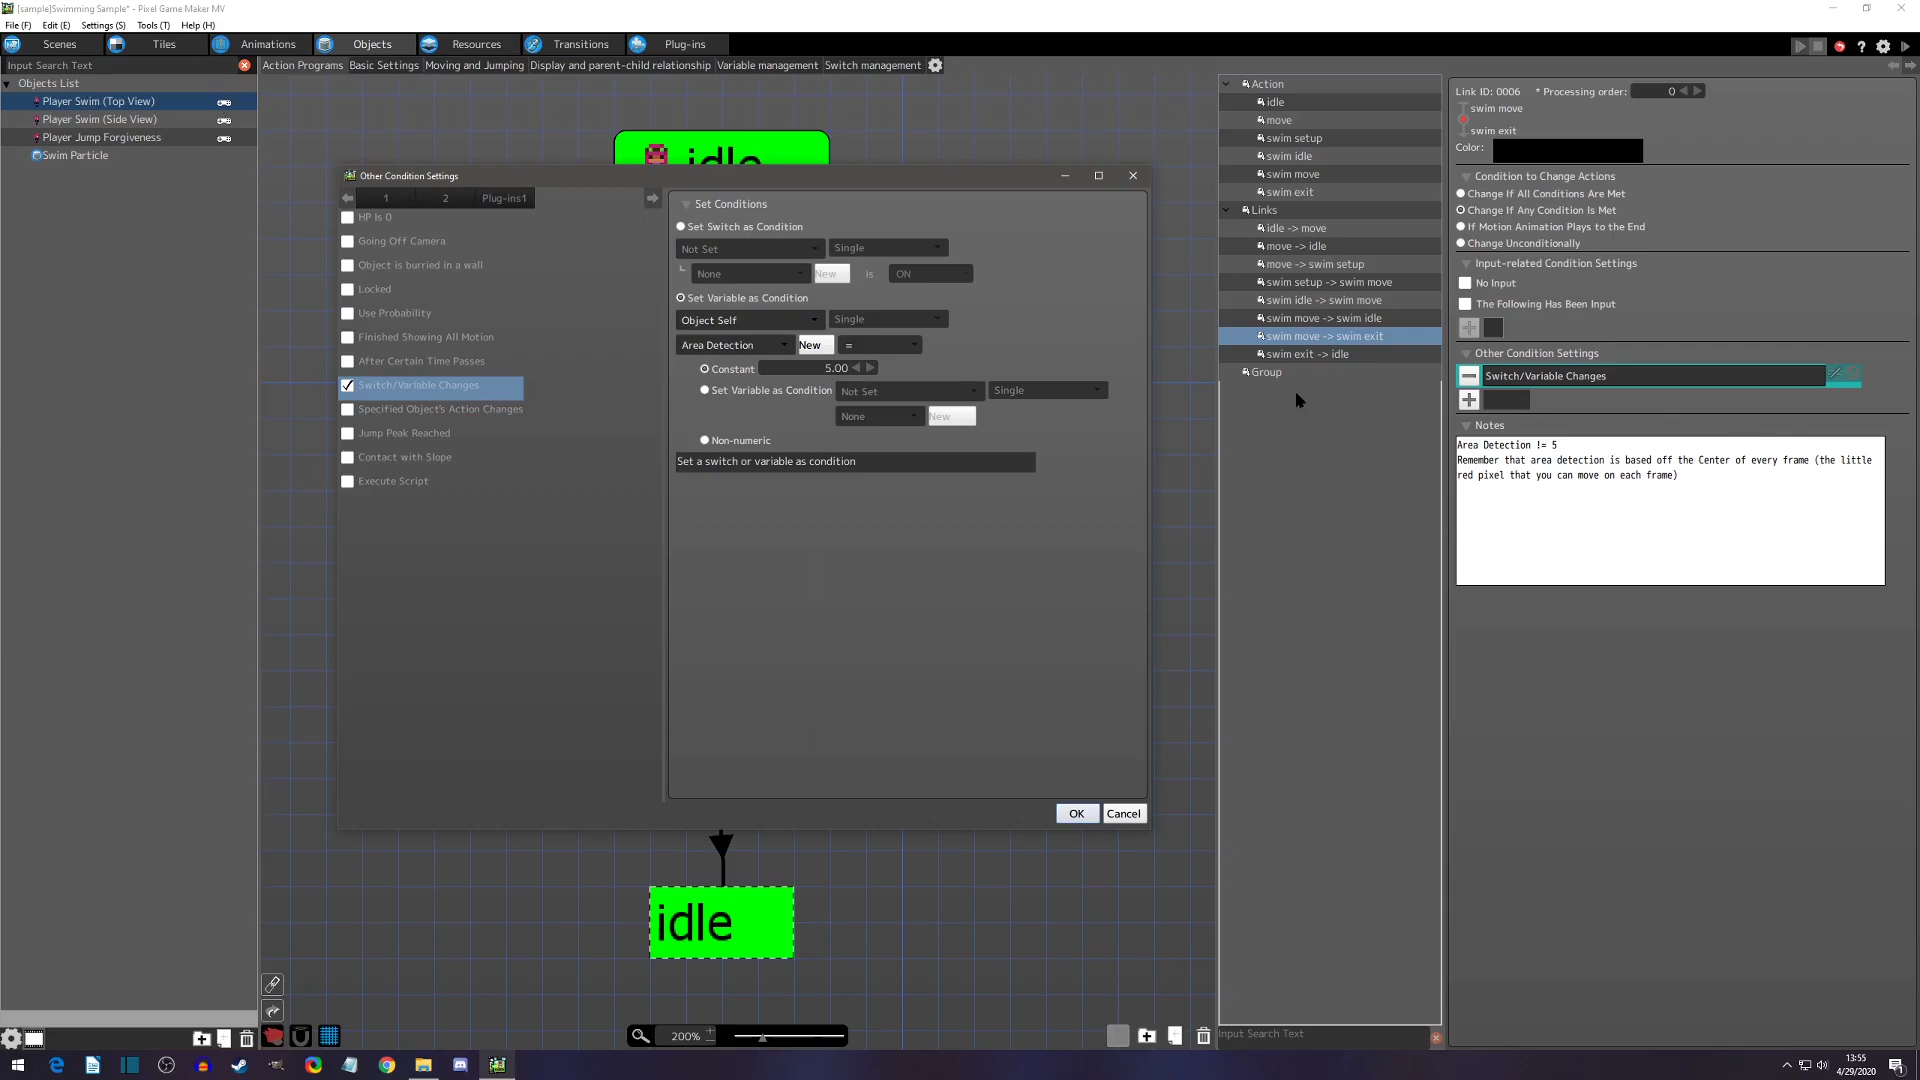 [sample]Swimming Sample* - Pixel Game Maker MV
File (F) Edit (E) Settings (S) Tools (T) Help (H)
Scenes Tiles Animations Objects Resources Transitions Plug-ins
Input Search Text
Action Programs Basic Settings Moving and Jumping Display and parent-child relationship Variable management Switch management
Objects List
Player Swim (Top View)
Player Swim (Side View)
Player Jump Forgiveness
Swim Particle
idle
Other Condition Settings
1 2 Plug-ins1
HP Is 0
Going Off Camera
Object is burried in a wall
Locked
Use Probability
Finished Showing All Motion
After Certain Time Passes
Switch/Variable Changes
Specified Object's Action Changes
Jump Peak Reached
Contact with Slope
Execute Script
Set Conditions
Set Switch as Condition
Not Set Single
None New is ON
Set Variable as Condition
Object Self Single
Area Detection New =
Constant 5.00
Set Variable as Condition Not Set Single
None New
Non-numeric
Set a switch or variable as condition
OK Cancel
idle
200%
Action
idle
move
swim setup
swim idle
swim move
swim exit
Links
idle -> move
move -> idle
move -> swim setup
swim setup -> swim move
swim idle -> swim move
swim move -> swim idle
swim move -> swim exit
swim exit -> idle
Group
Input Search Text
Link ID: 0006 * Processing order: 0
swim move
swim exit
Color:
Condition to Change Actions
Change If All Conditions Are Met
Change If Any Condition Is Met
If Motion Animation Plays to the End
Change Unconditionally
Input-related Condition Settings
No Input
The Following Has Been Input
Other Condition Settings
Switch/Variable Changes
Notes
Area Detection != 5
Remember that area detection is based off the Center of every frame (the little
red pixel that you can move on each frame)
13:55
4/29/2020